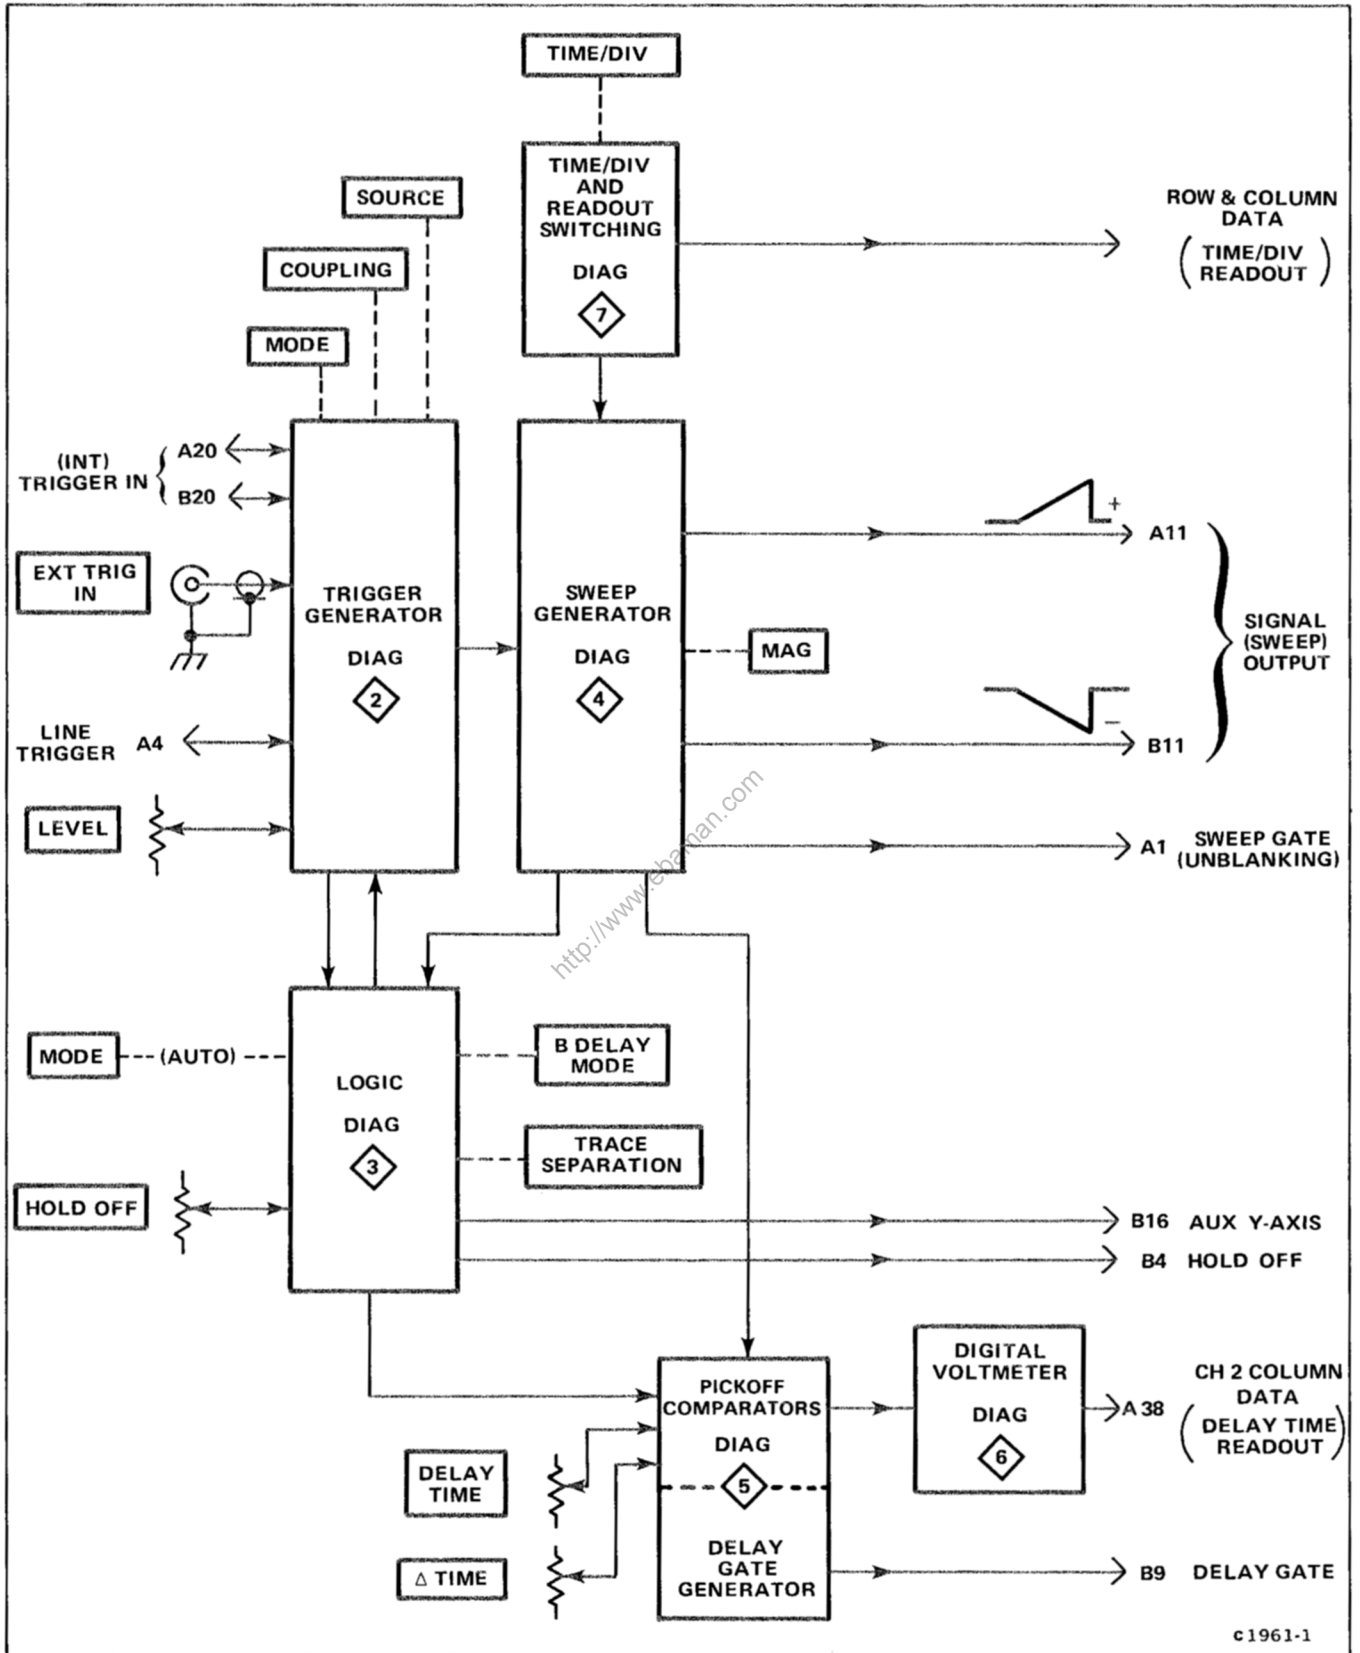 TIME/DIV
TIME/DIV
AND
READOUT
SWITCHING
DIAG
7
ROW & COLUMN
DATA
TIME/DIV
READOUT
SOURCE
COUPLING
MODE
(INT)
TRIGGER IN
A20
B20
EXT TRIG
IN
LINE
TRIGGER
A4
LEVEL
TRIGGER
GENERATOR
DIAG
2
SWEEP
GENERATOR
DIAG
4
MAG
+
A11
−
B11
SIGNAL
(SWEEP)
OUTPUT
A1
SWEEP GATE
(UNBLANKING)
http://www.ebaman.com
MODE
(AUTO)
LOGIC
DIAG
3
B DELAY
MODE
TRACE
SEPARATION
HOLD OFF
B16 AUX Y-AXIS
B4 HOLD OFF
PICKOFF
COMPARATORS
DIAG
5
DELAY
GATE
GENERATOR
DIGITAL
VOLTMETER
DIAG
6
A38
CH 2 COLUMN
DATA
(DELAY TIME
READOUT)
DELAY
TIME
Δ TIME
B9 DELAY GATE
C1961-1